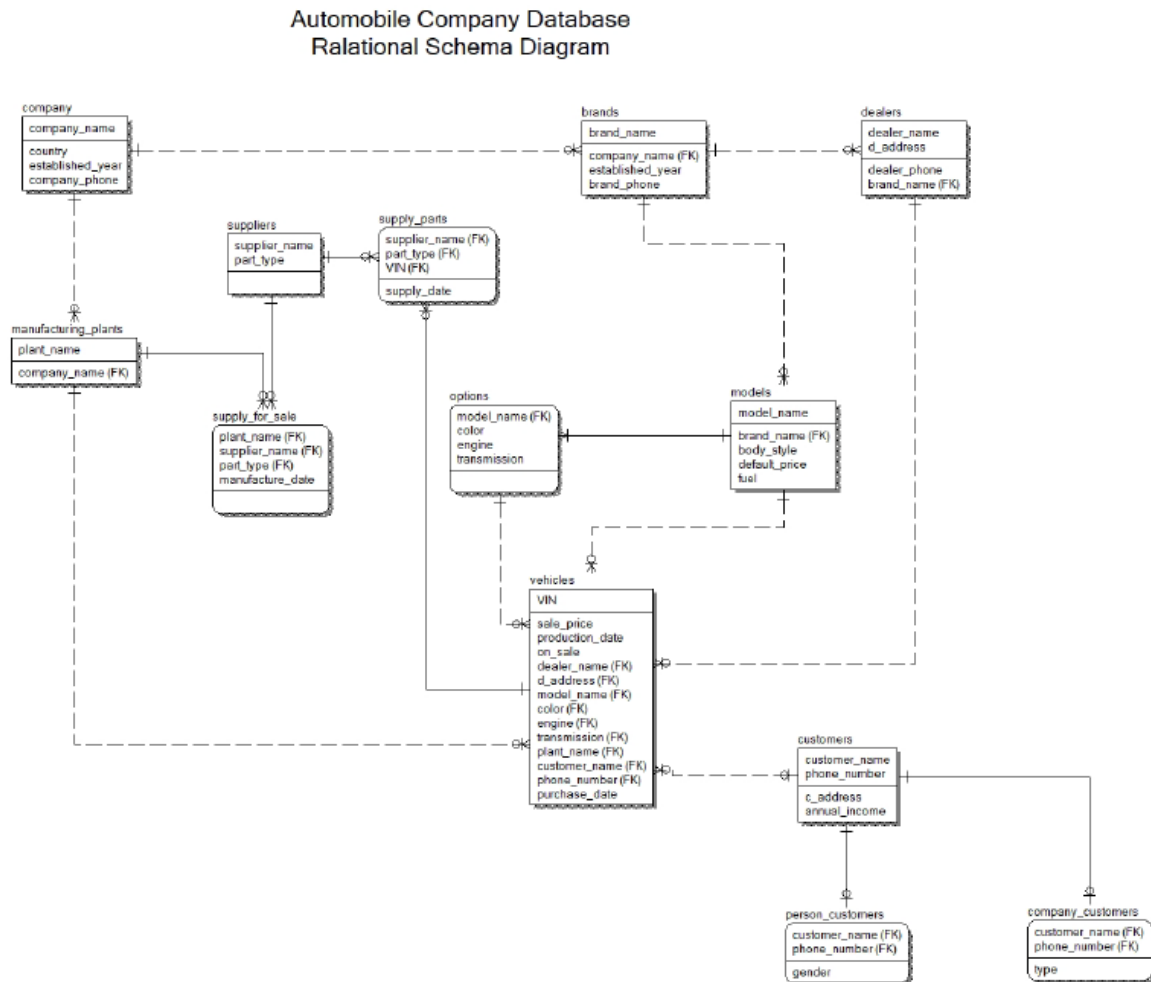 Automobile Company Database
Ralational Schema Diagram
company
company_name
country
established_year
company_phone
brands
brand_name
company_name (FK)
established_year
brand_phone
dealers
dealer_name
d_address
dealer_phone
brand_name (FK)
suppliers
supplier_name
part_type
supply_parts
supplier_name (FK)
part_type (FK)
VIN (FK)
supply_date
manufacturing_plants
plant_name
company_name (FK)
supply_for_sale
plant_name (FK)
supplier_name (FK)
part_type (FK)
manufacture_date
options
model_name (FK)
color
engine
transmission
models
model_name
brand_name (FK)
body_style
default_price
fuel
vehicles
VIN
sale_price
production_date
on_sale
dealer_name (FK)
d_address (FK)
model_name (FK)
color (FK)
engine (FK)
transmission (FK)
plant_name (FK)
customer_name (FK)
phone_number (FK)
purchase_date
customers
customer_name
phone_number
c_address
annual_income
person_customers
customer_name (FK)
phone_number (FK)
gender
company_customers
customer_name (FK)
phone_number (FK)
type